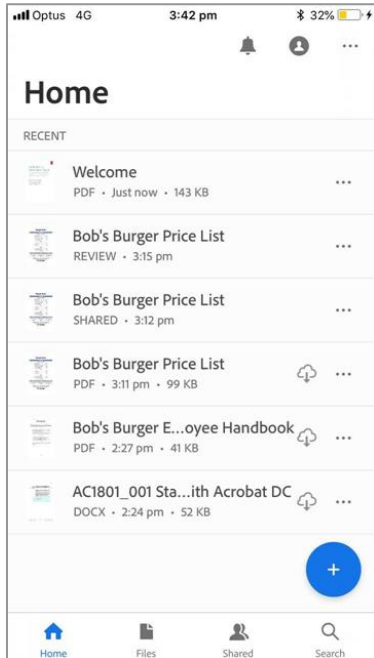 Optus 4G 3:42 pm 32%
...
Home
RECENT
Welcome
PDF • Just now • 143 KB
...
Bob's Burger Price List
REVIEW • 3:15 pm
...
Bob's Burger Price List
SHARED • 3:12 pm
...
Bob's Burger Price List
PDF • 3:11 pm • 99 KB
...
Bob's Burger E...oyee Handbook
PDF • 2:27 pm • 41 KB
...
AC1801_001 Sta...ith Acrobat DC
DOCX • 2:24 pm • 52 KB
...
+
Home Files Shared Search